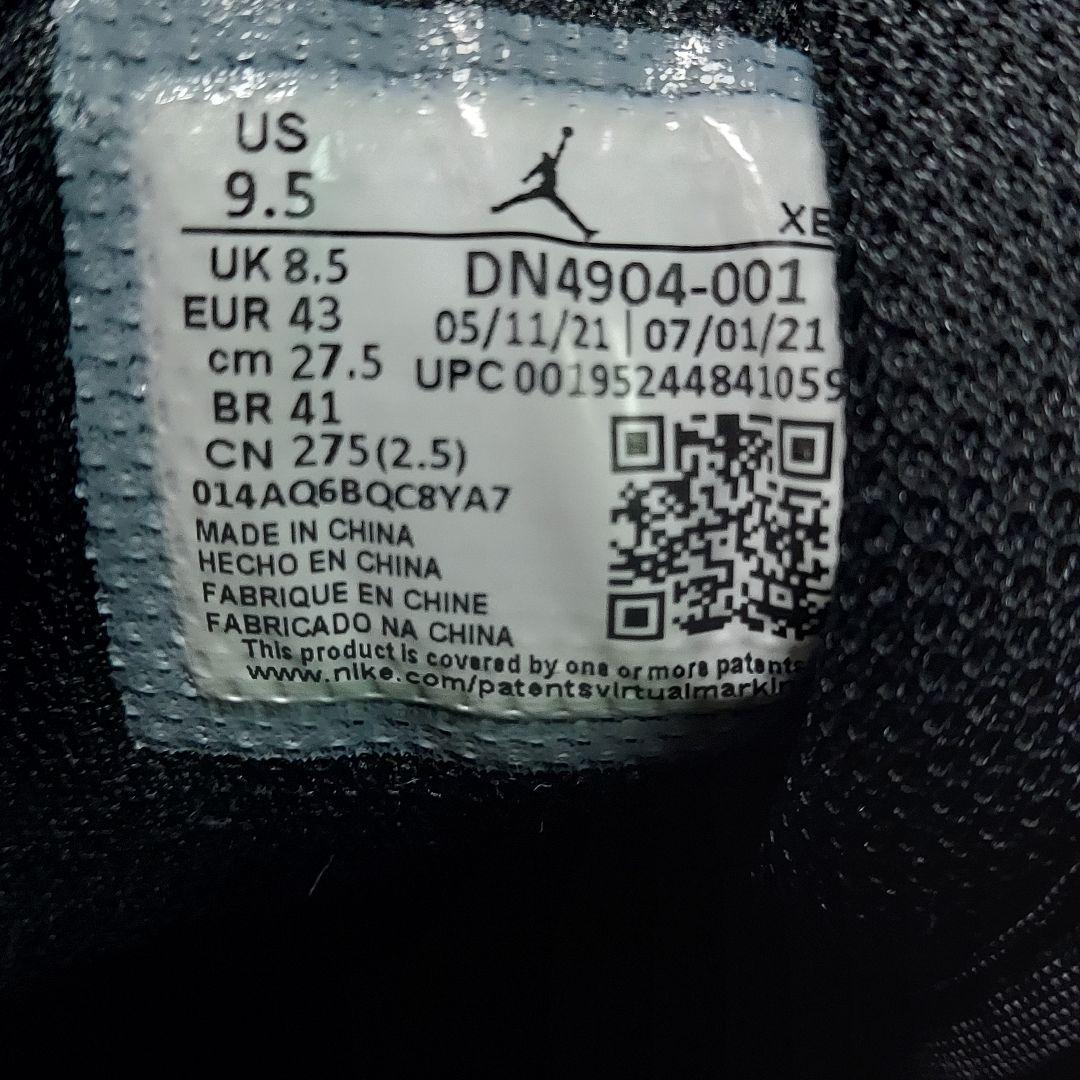 US
9.5
XE
UK 8.5
DN4904-001
EUR 43
05/11/21 | 07/01/21
cm 27.5
UPC 00195244841059
BR 41
CN 275(2.5)
014AQ6BQC8YA7
MADE IN CHINA
HECHO EN CHINA
FABRIQUE EN CHINE
FABRICADO NA CHINA
This product is covered by one or more patents
www.nike.com/patentsvirtualmarkin